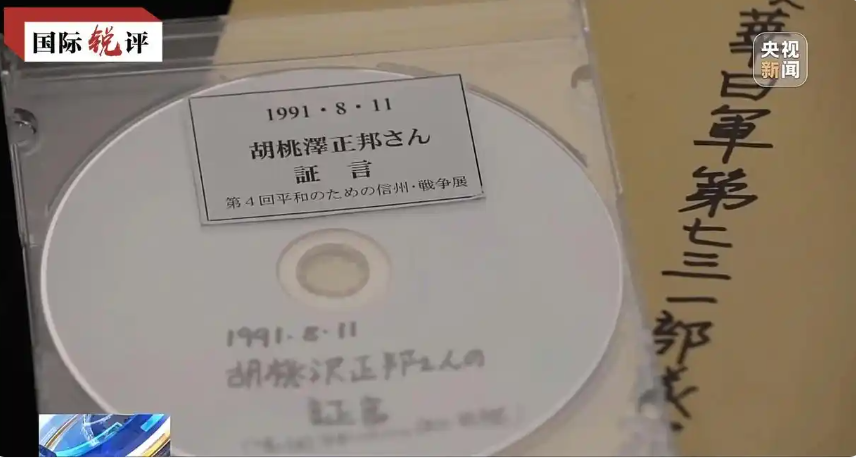 国际锐评
央视
新闻
1991・8・11
胡桃澤正邦さん
証言
第4回平和のための信州・戦争展
1991・8・11
胡桃沢正邦さんの
証言
華日軍第七三一部